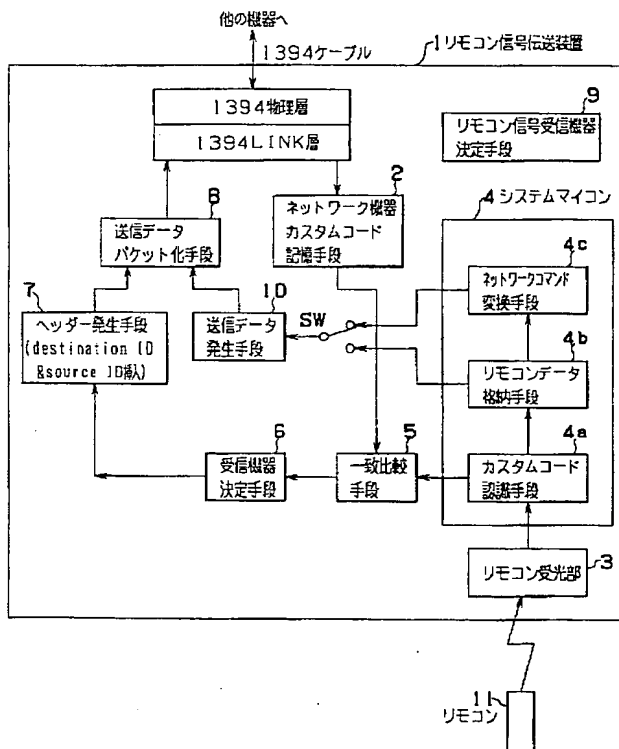 他の機器へ
1394ケーブル
1リモコン信号伝送装置
1394物理層
1394LINK層
9
リモコン信号受信機器
決定手段
2
ネットワーク機器
カスタムコード
記憶手段
4 システムマイコン
8
送信データ
パケット化手段
4c
ネットワークコマンド
変換手段
7
ヘッダー発生手段
(destination ID
&source ID挿入)
10
送信データ
発生手段
SW
4b
リモコンデータ
格納手段
4a
カスタムコード
認識手段
6
受信機器
決定手段
5
一致比較
手段
3
リモコン受光部
11
リモコン